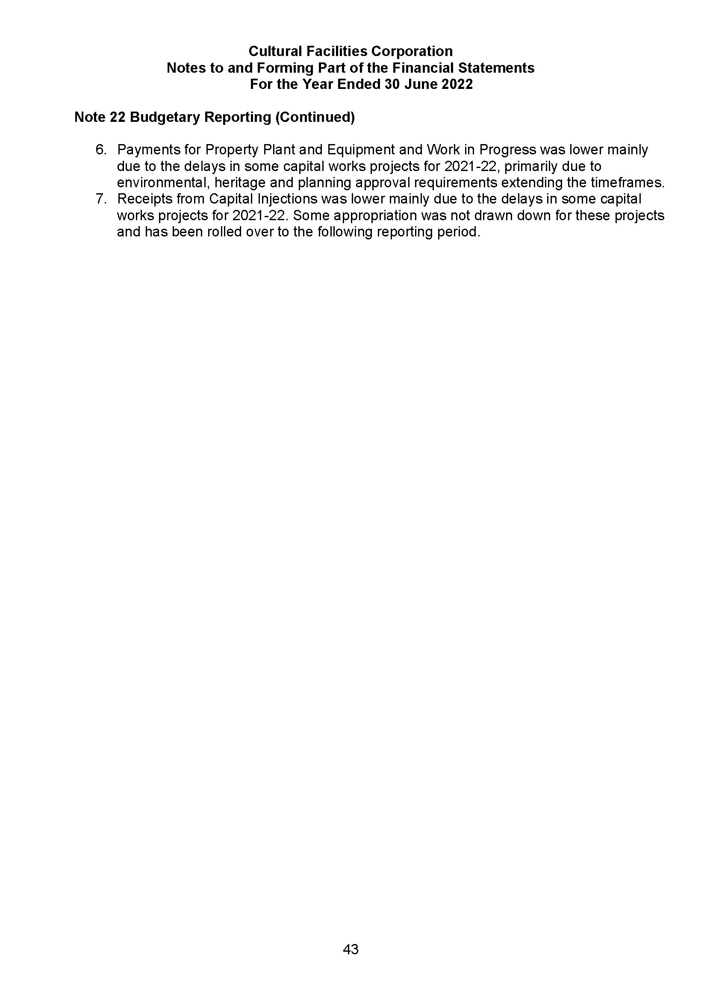 Cultural Facilities Corporation
Notes to and Forming Part of the Financial Statements
For the Year Ended 30 June 2022
Note 22 Budgetary Reporting (Continued)
6. Payments for Property Plant and Equipment and Work in Progress was lower mainly
due to the delays in some capital works projects for 2021-22, primarily due to
environmental, heritage and planning approval requirements extending the timeframes.
7. Receipts from Capital Injections was lower mainly due to the delays in some capital
works projects for 2021-22. Some appropriation was not drawn down for these projects
and has been rolled over to the following reporting period.
43